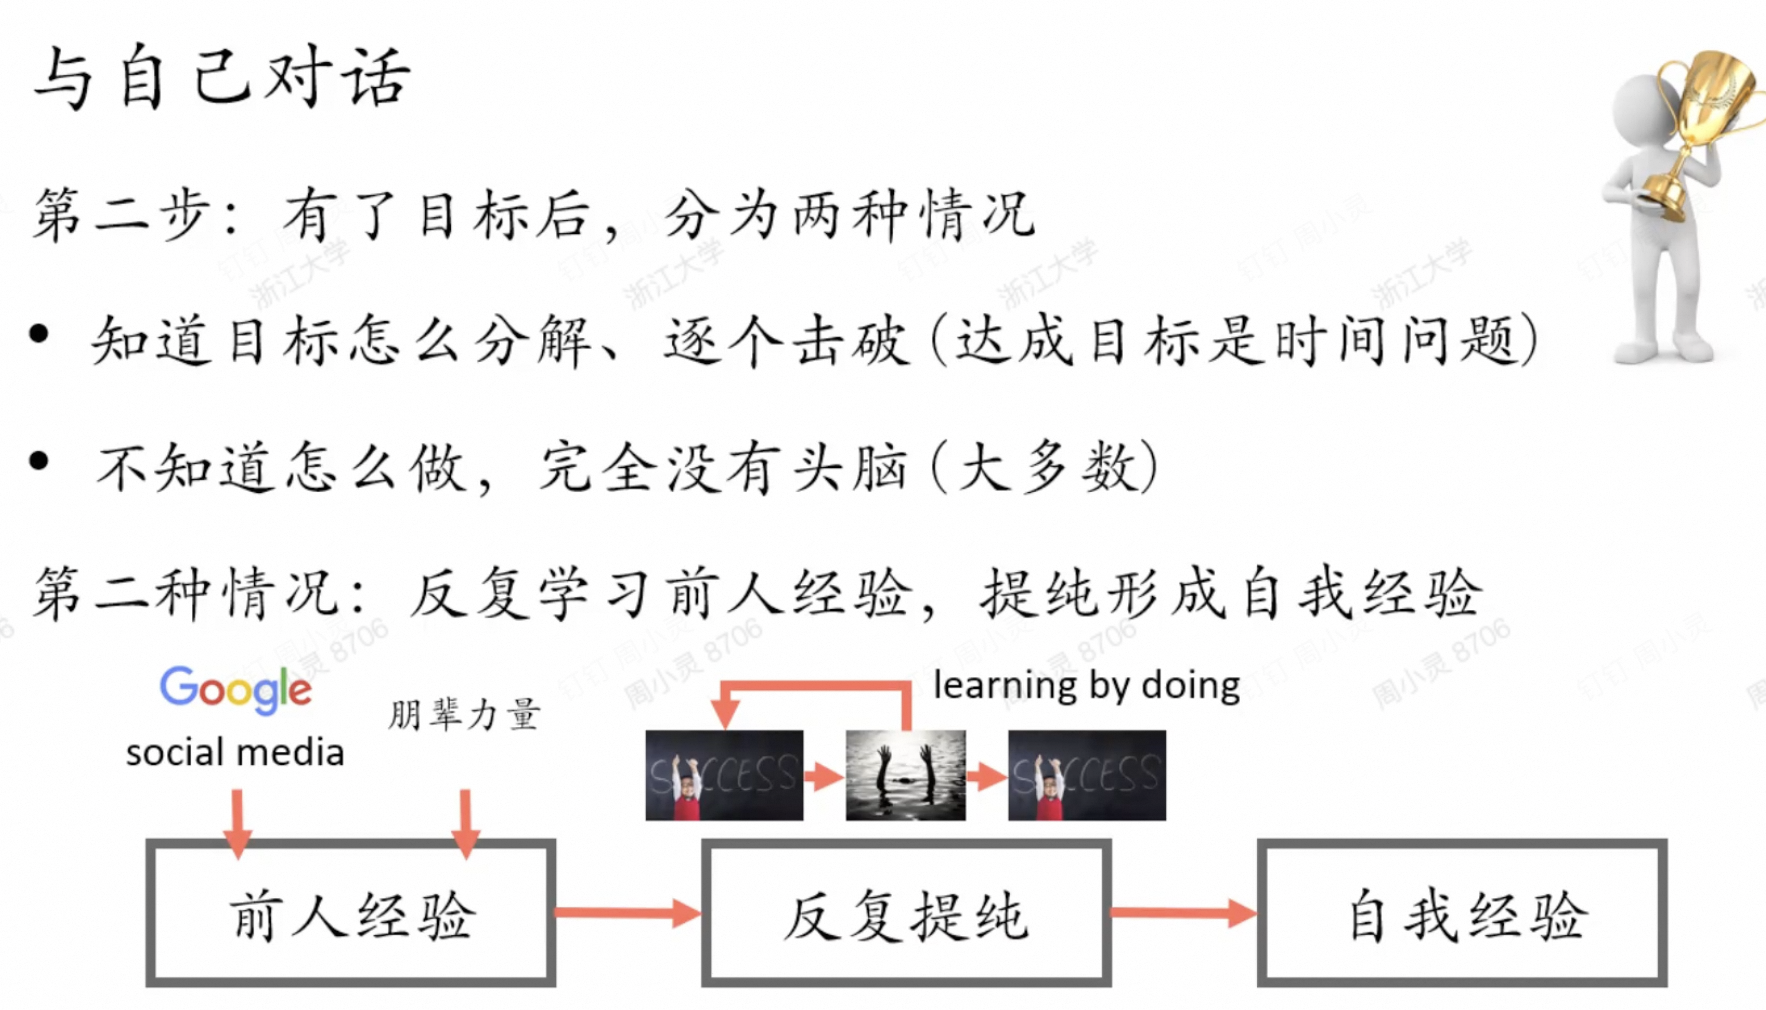 与自己对话
第二步：有了目标后，分为两种情况
• 知道目标怎么分解、逐个击破(达成目标是时间问题)
• 不知道怎么做，完全没有头脑(大多数)
第二种情况：反复学习前人经验，提纯形成自我经验
Google
social media
朋辈力量
learning by doing
SUCCESS
SUCCESS
前人经验
反复提纯
自我经验
钉钉 周小灵
浙江大学
周小灵 8706